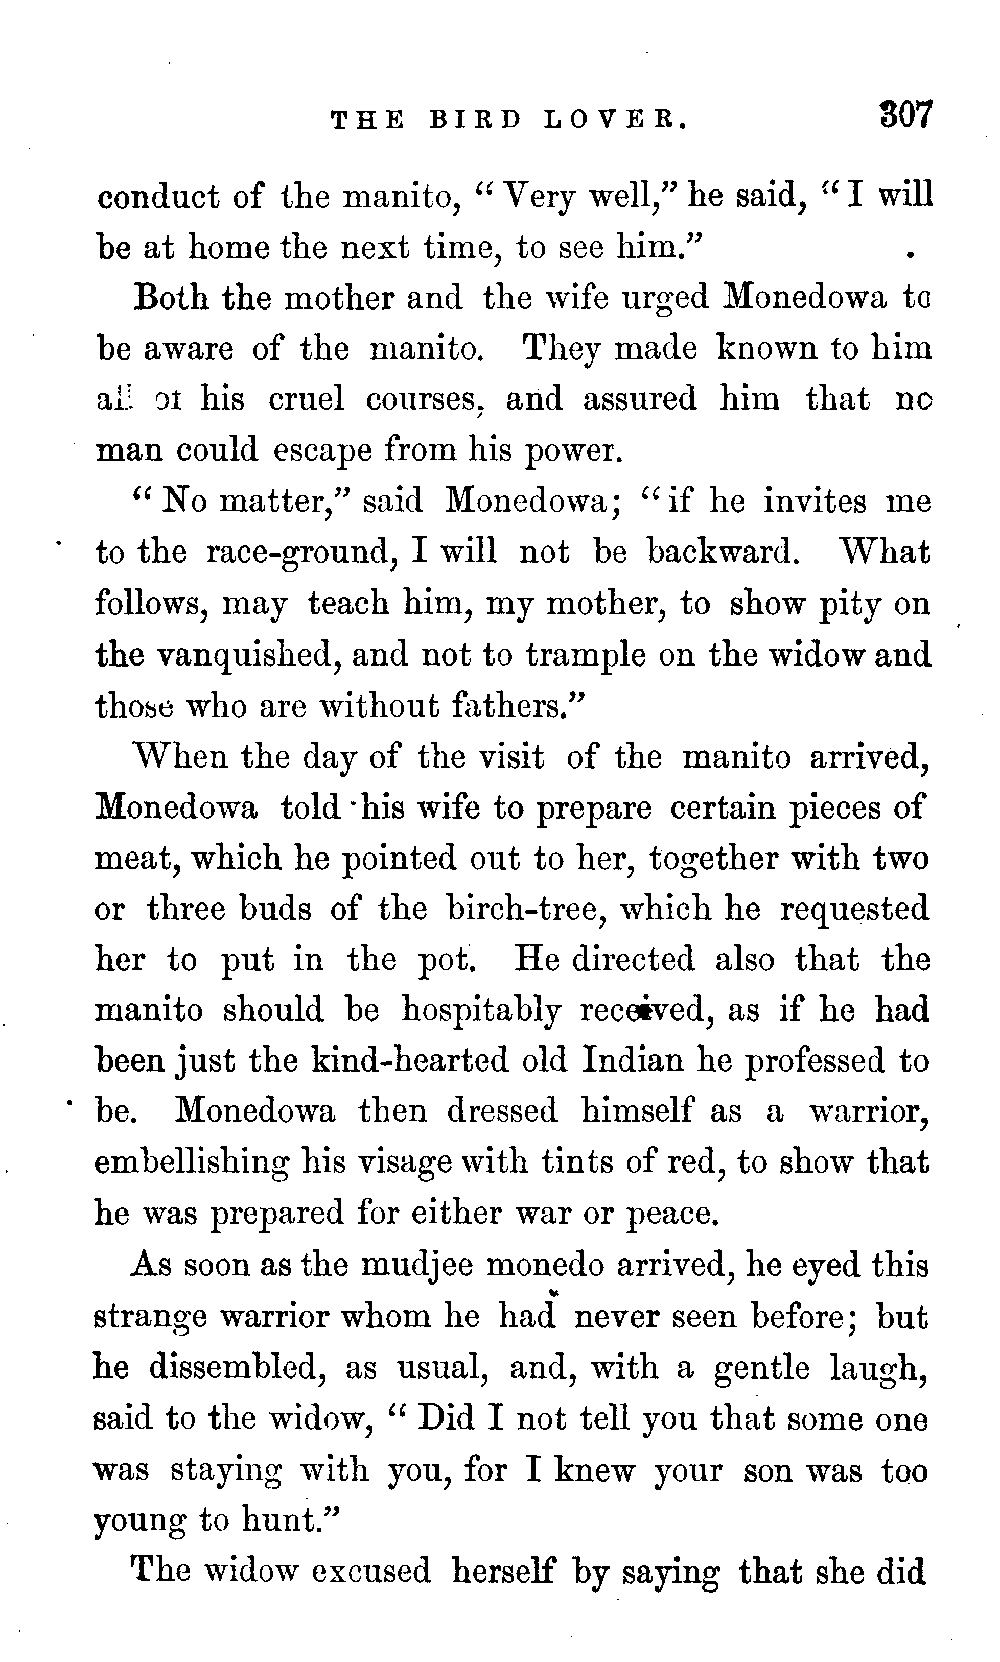 THE BIRD LOVER. 307
conduct of the manito, " Very well," he said, " I will
be at home the next time, to see him."
Both the mother and the wife urged Monedowa to
be aware of the manito. They made known to him
all of his cruel courses, and assured him that no
man could escape from his power.
" No matter," said Monedowa; " if he invites me
to the race-ground, I will not be backward. What
follows, may teach him, my mother, to show pity on
the vanquished, and not to trample on the widow and
those who are without fathers."
When the day of the visit of the manito arrived,
Monedowa told his wife to prepare certain pieces of
meat, which he pointed out to her, together with two
or three buds of the birch-tree, which he requested
her to put in the pot. He directed also that the
manito should be hospitably received, as if he had
been just the kind-hearted old Indian he professed to
be. Monedowa then dressed himself as a warrior,
embellishing his visage with tints of red, to show that
he was prepared for either war or peace.
As soon as the mudjee monedo arrived, he eyed this
strange warrior whom he had never seen before; but
he dissembled, as usual, and, with a gentle laugh,
said to the widow, " Did I not tell you that some one
was staying with you, for I knew your son was too
young to hunt."
The widow excused herself by saying that she did